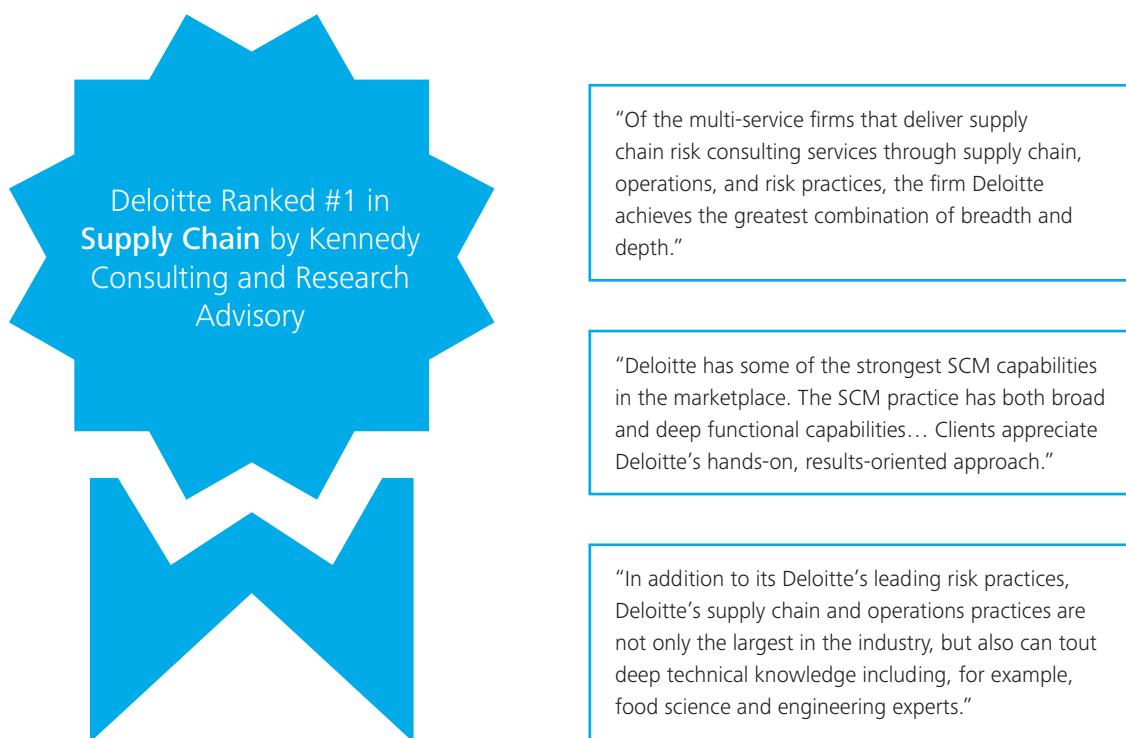 Deloitte Ranked #1 in
Supply Chain by Kennedy
Consulting and Research
Advisory
“Of the multi-service firms that deliver supply
chain risk consulting services through supply chain,
operations, and risk practices, the firm Deloitte
achieves the greatest combination of breadth and
depth.”
“Deloitte has some of the strongest SCM capabilities
in the marketplace. The SCM practice has both broad
and deep functional capabilities… Clients appreciate
Deloitte’s hands-on, results-oriented approach.”
“In addition to its Deloitte’s leading risk practices,
Deloitte’s supply chain and operations practices are
not only the largest in the industry, but also can tout
deep technical knowledge including, for example,
food science and engineering experts.”